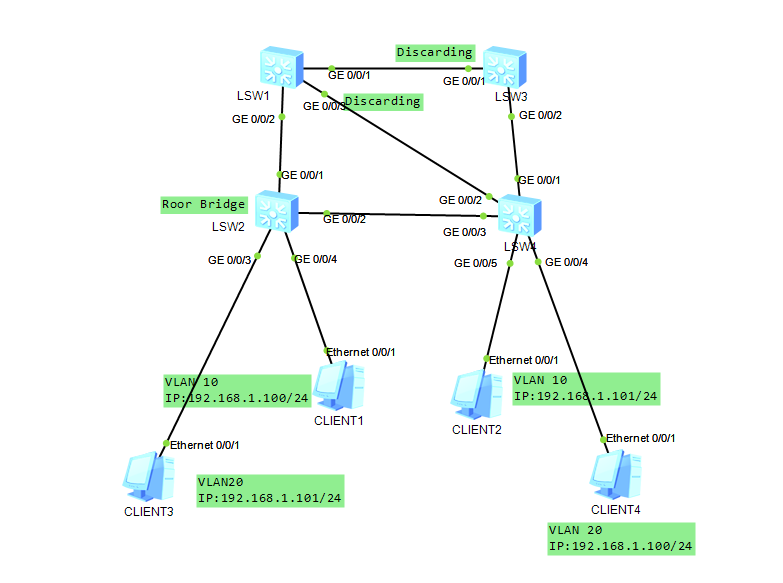 Discarding
GE 0/0/1
GE 0/0/1
LSW1
LSW3
GE 0/0/3
Discarding
GE 0/0/2
GE 0/0/2
GE 0/0/1
GE 0/0/1
Roor Bridge
GE 0/0/2
LSW2
GE 0/0/2
GE 0/0/3
LSW4
GE 0/0/3
GE 0/0/4
GE 0/0/5
GE 0/0/4
Ethernet 0/0/1
Ethernet 0/0/1
VLAN 10
IP:192.168.1.100/24
VLAN 10
IP:192.168.1.101/24
CLIENT1
CLIENT2
Ethernet 0/0/1
Ethernet 0/0/1
VLAN20
IP:192.168.1.101/24
CLIENT3
CLIENT4
VLAN 20
IP:192.168.1.100/24